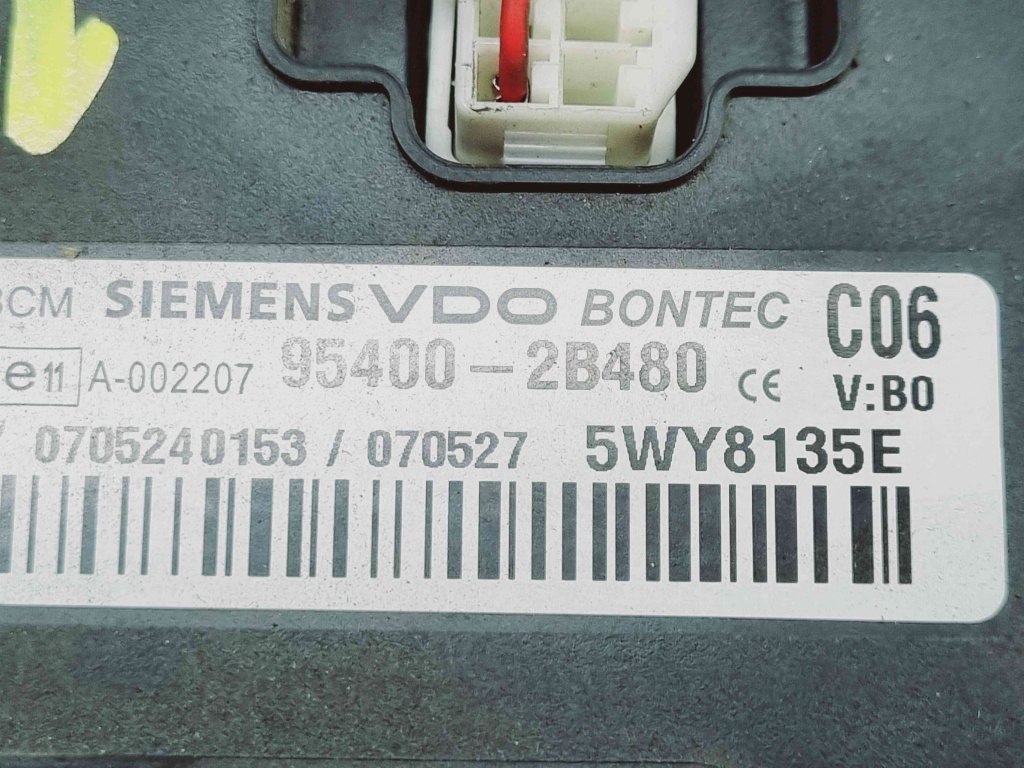 BCM SIEMENS VDO BONTEC C06
e11 A-002207 95400-2B480 CE V:B0
/ 0705240153 / 070527 5WY8135E